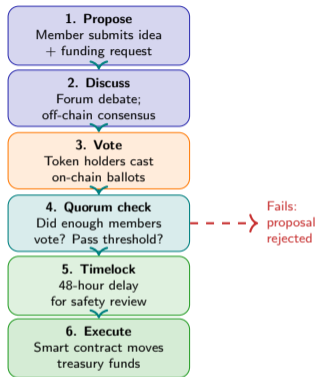 1. Propose
Member submits idea
+ funding request
2. Discuss
Forum debate;
off-chain consensus
3. Vote
Token holders cast
on-chain ballots
4. Quorum check
Did enough members
vote? Pass threshold?
Fails:
proposal
rejected
5. Timelock
48-hour delay
for safety review
6. Execute
Smart contract moves
treasury funds